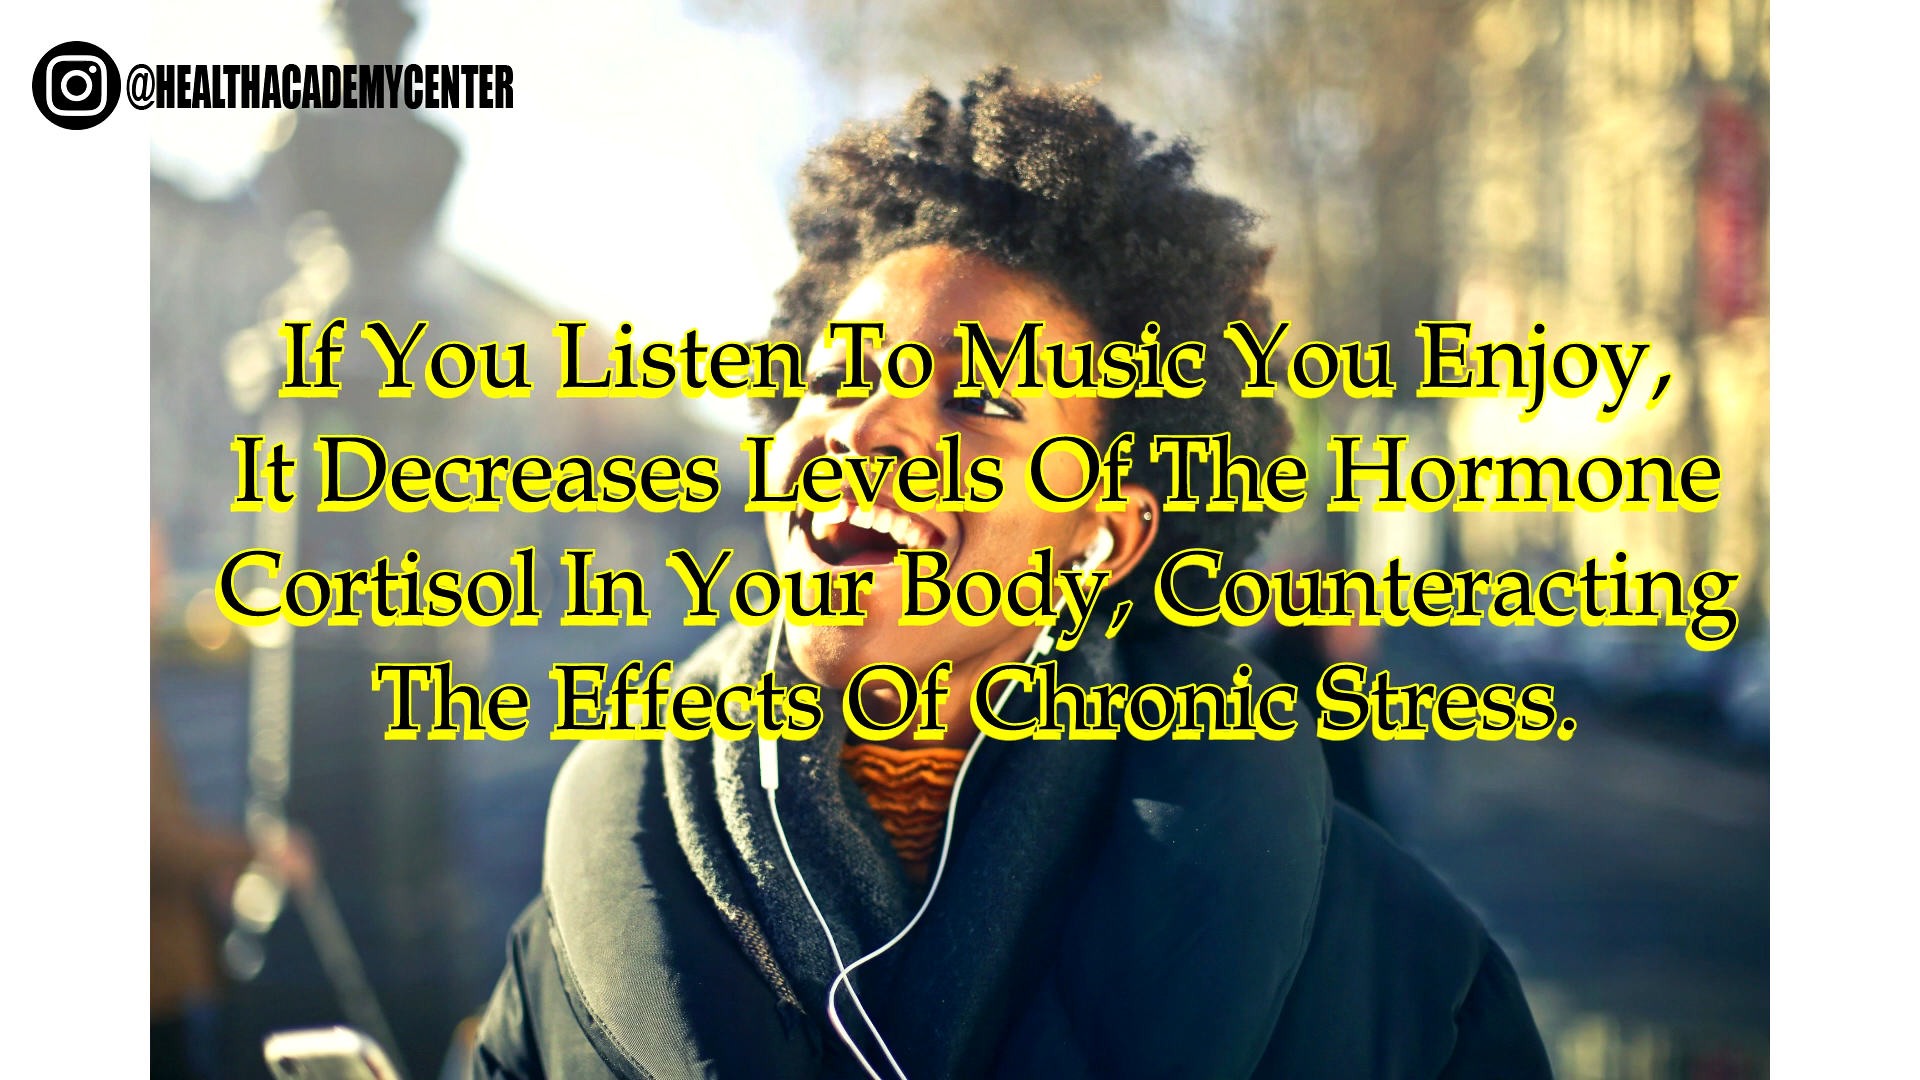 @HEALTHACADEMYCENTER
If You Listen To Music You Enjoy,
It Decreases Levels Of The Hormone
Cortisol In Your Body, Counteracting
The Effects Of Chronic Stress.